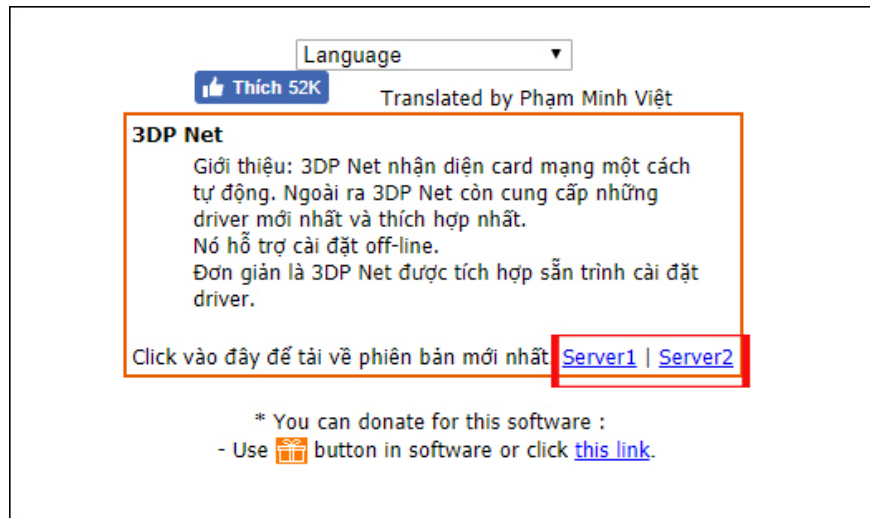 Language
Thích 52K
Translated by Phạm Minh Việt
3DP Net
Giới thiệu: 3DP Net nhận diện card mạng một cách
tự động. Ngoài ra 3DP Net còn cung cấp những
driver mới nhất và thích hợp nhất.
Nó hỗ trợ cài đặt off-line.
Đơn giản là 3DP Net được tích hợp sẵn trình cài đặt
driver.
Click vào đây để tải về phiên bản mới nhất. Server1 | Server2
* You can donate for this software :
- Use button in software or click this link.